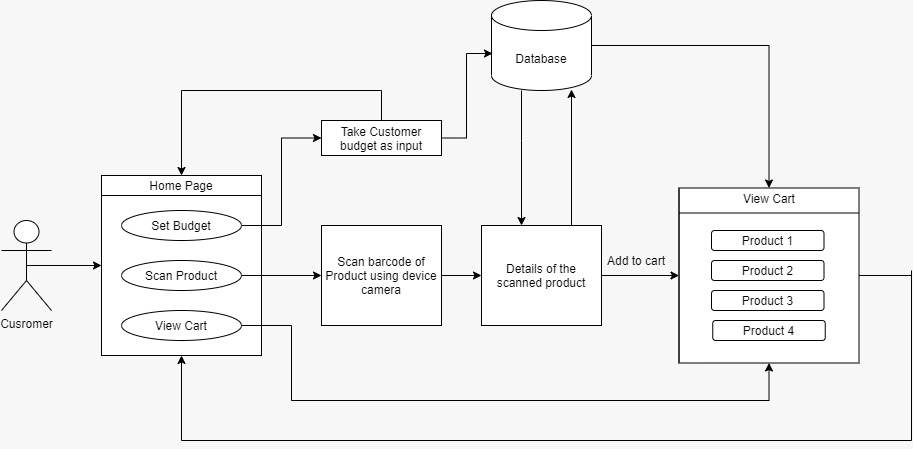 Database
Take Customer
budget as input
Home Page
Set Budget
Scan Product
View Cart
Cusromer
Scan barcode of
Product using device
camera
Details of the
scanned product
Add to cart
View Cart
Product 1
Product 2
Product 3
Product 4